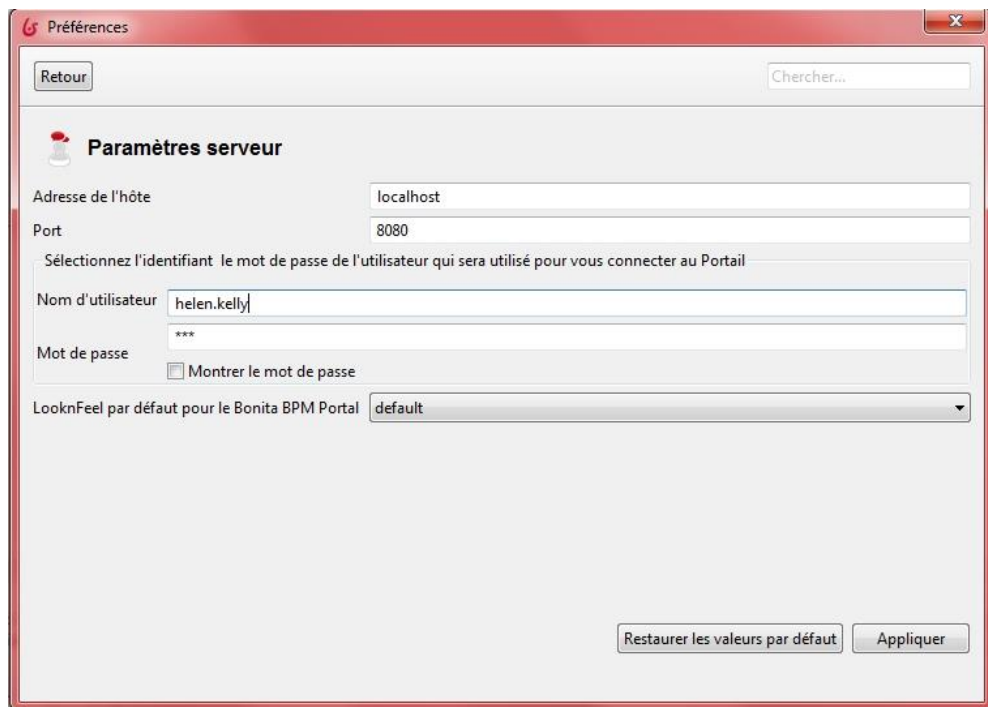 Préférences
Retour
Chercher...
Paramètres serveur
Adresse de l'hôte localhost
Port 8080
Sélectionnez l'identifiant  le mot de passe de l'utilisateur qui sera utilisé pour vous connecter au Portail
Nom d'utilisateur helen.kelly
***
Mot de passe
Montrer le mot de passe
LooknFeel par défaut pour le Bonita BPM Portal default
Restaurer les valeurs par défaut Appliquer